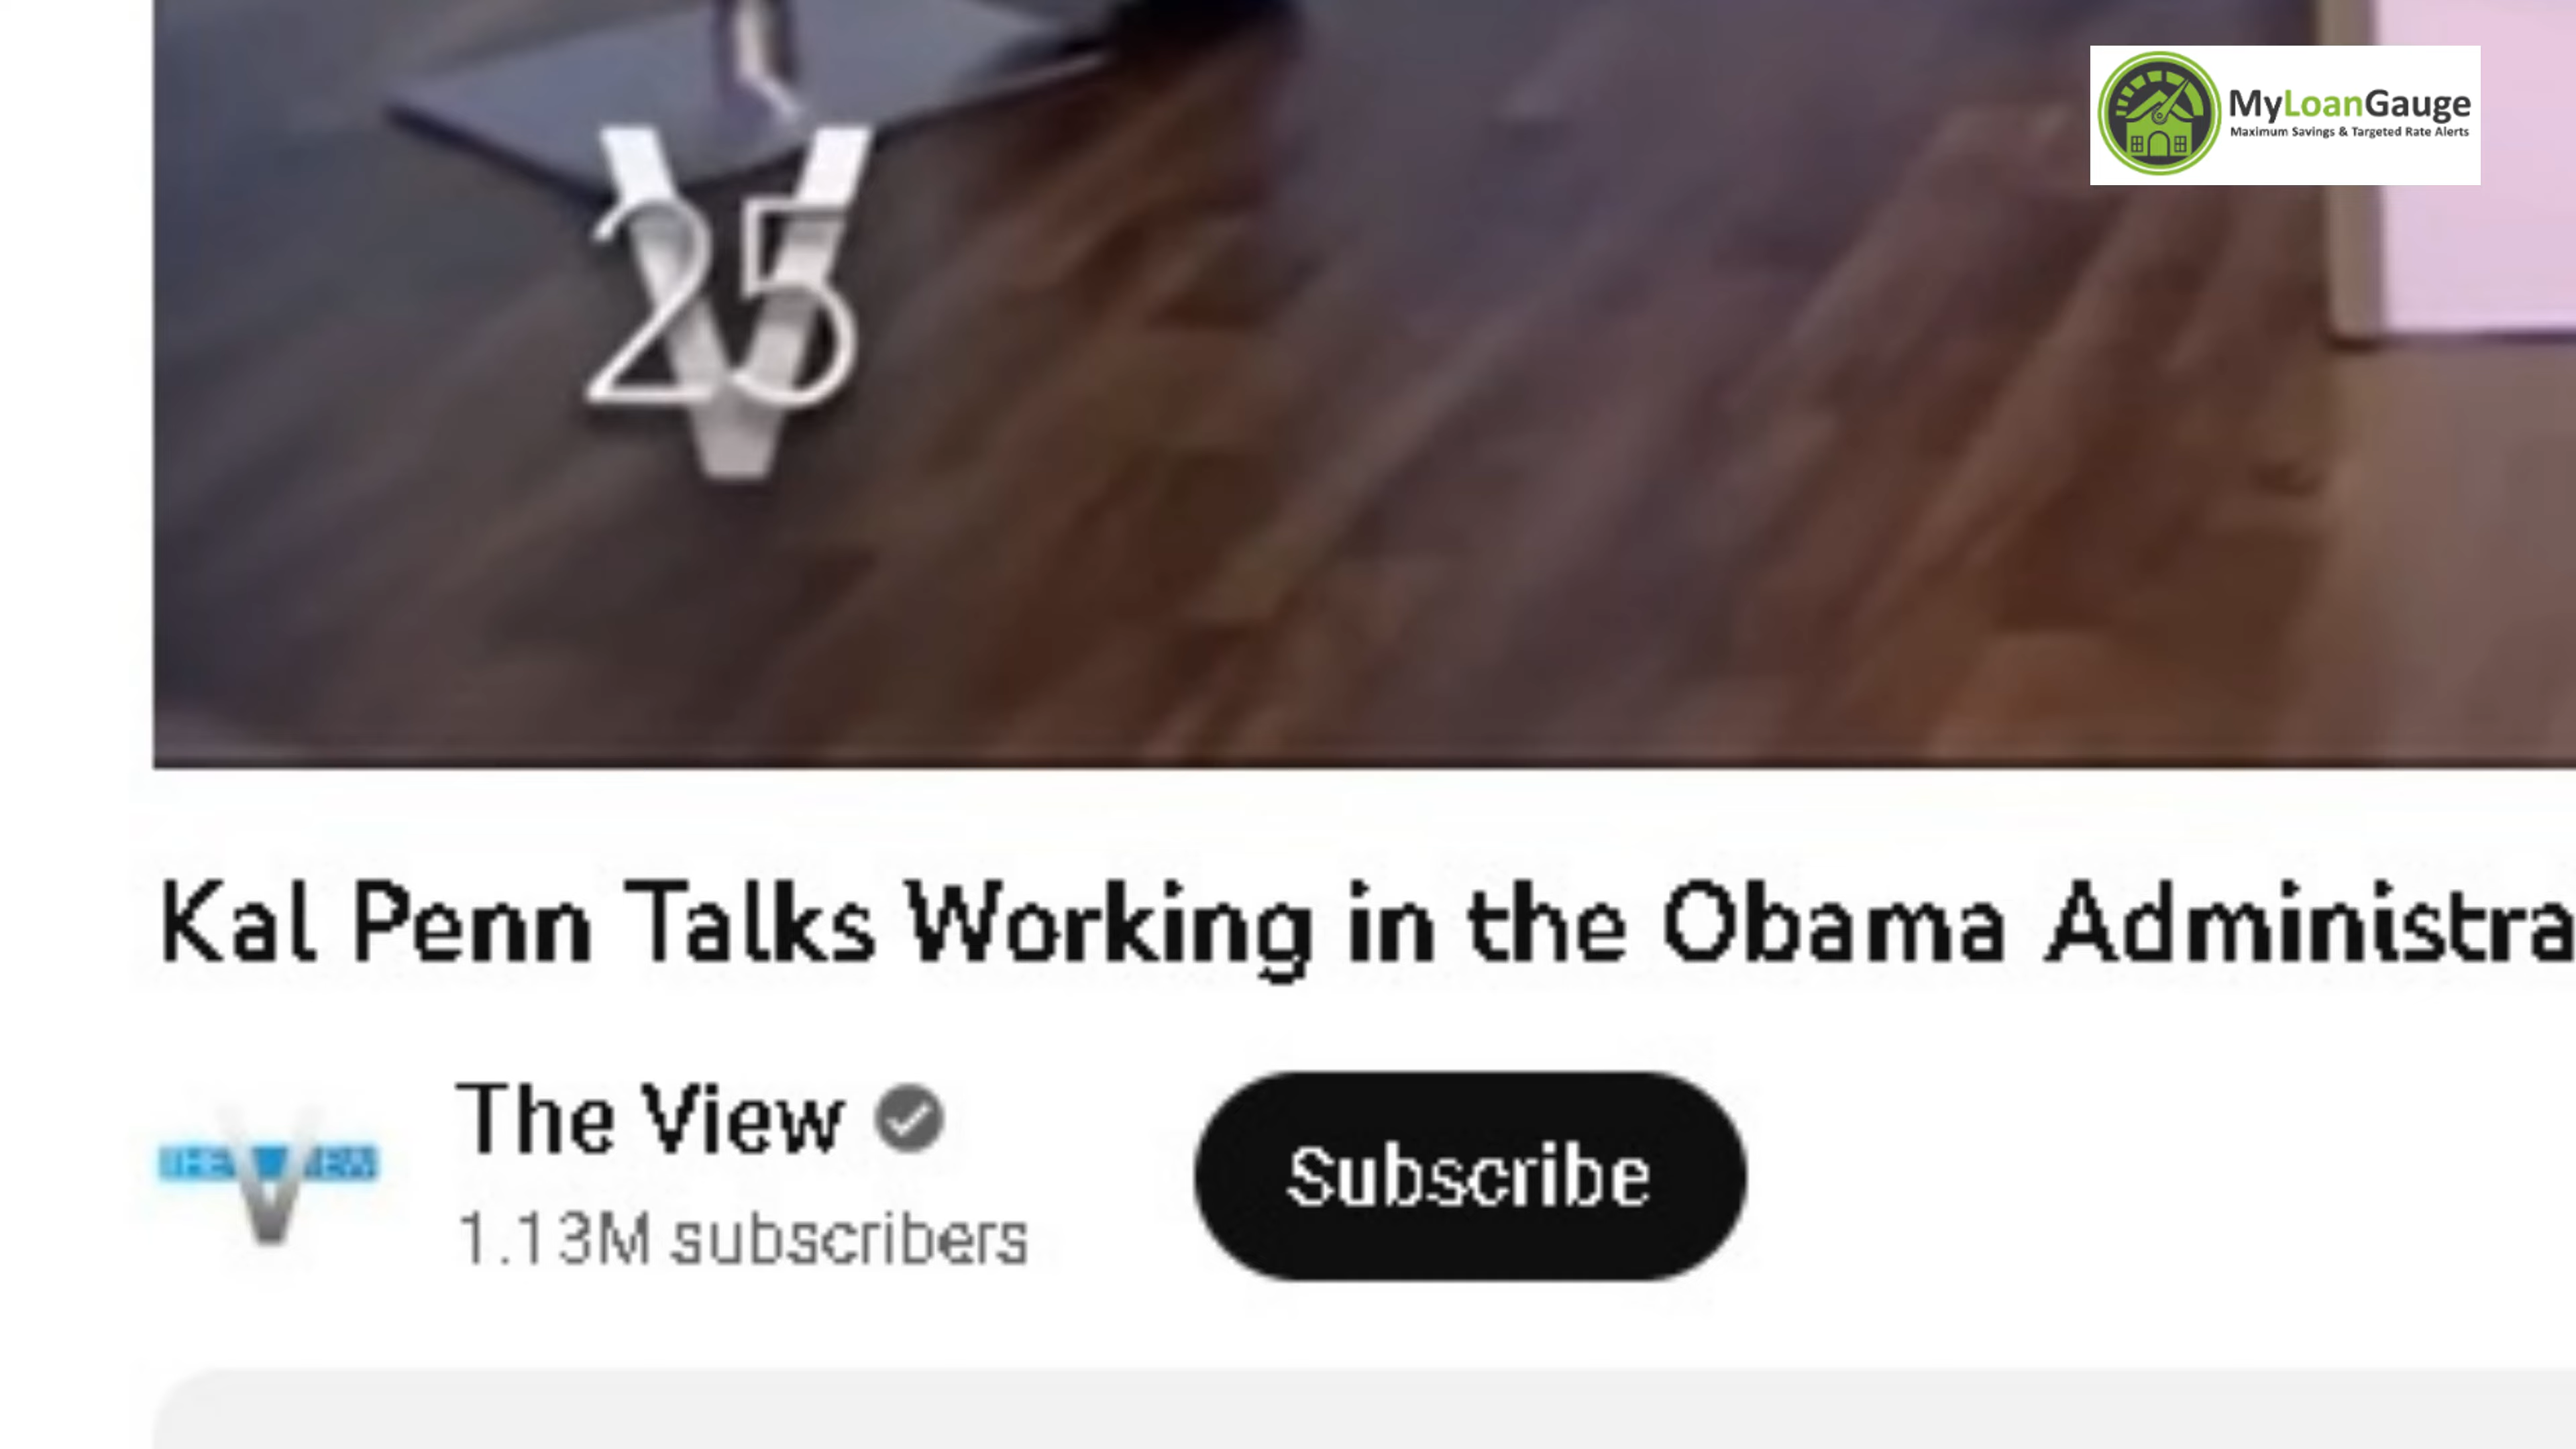 MyLoanGauge
Maximum Savings & Targeted Rate Alerts
25
Kal Penn Talks Working in the Obama Administra
THE VIEW
The View
1.13M subscribers
Subscribe